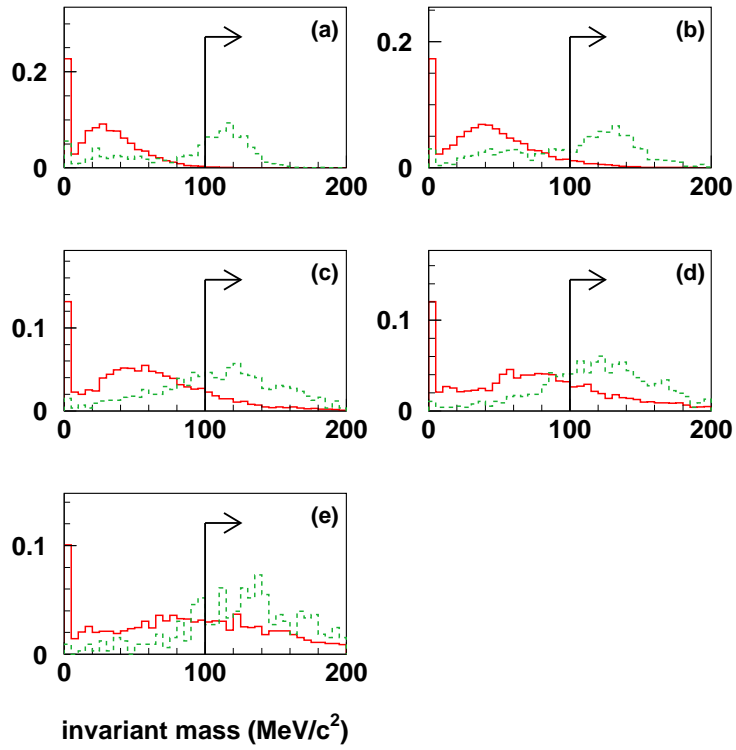 (a) (b)
0.2 0.2
0 0
0 100 200 0 100 200
(c) (d)
0.1 0.1
0 0
0 100 200 0 100 200
(e)
0.1
0
0 100 200
invariant mass (MeV/c²)